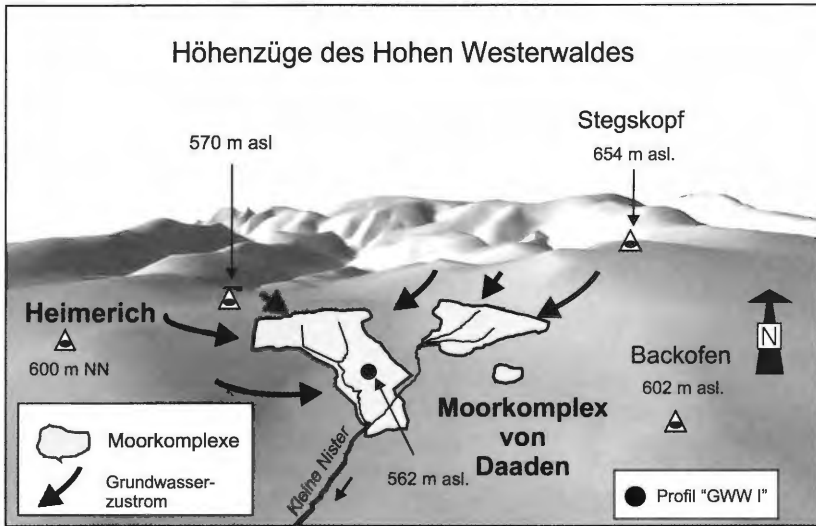 Höhenzüge des Hohen Westerwaldes
570 m asl
Stegskopf
654 m asl.
Heimerich
600 m NN
N
Backofen
602 m asl.
Moorkomplex
von
Daaden
562 m asl.
Kleine Nister
Moorkomplexe
Grundwasser-
zustrom
Profil "GWW I"